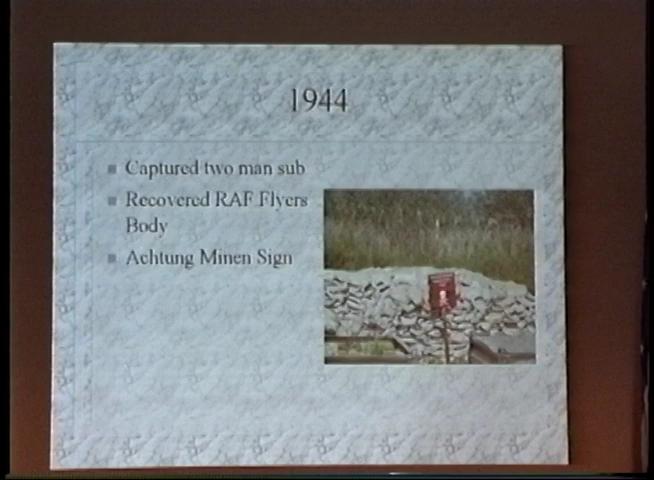 1944
Captured two man sub
Recovered RAF Flyers
Body
Achtung Minen Sign